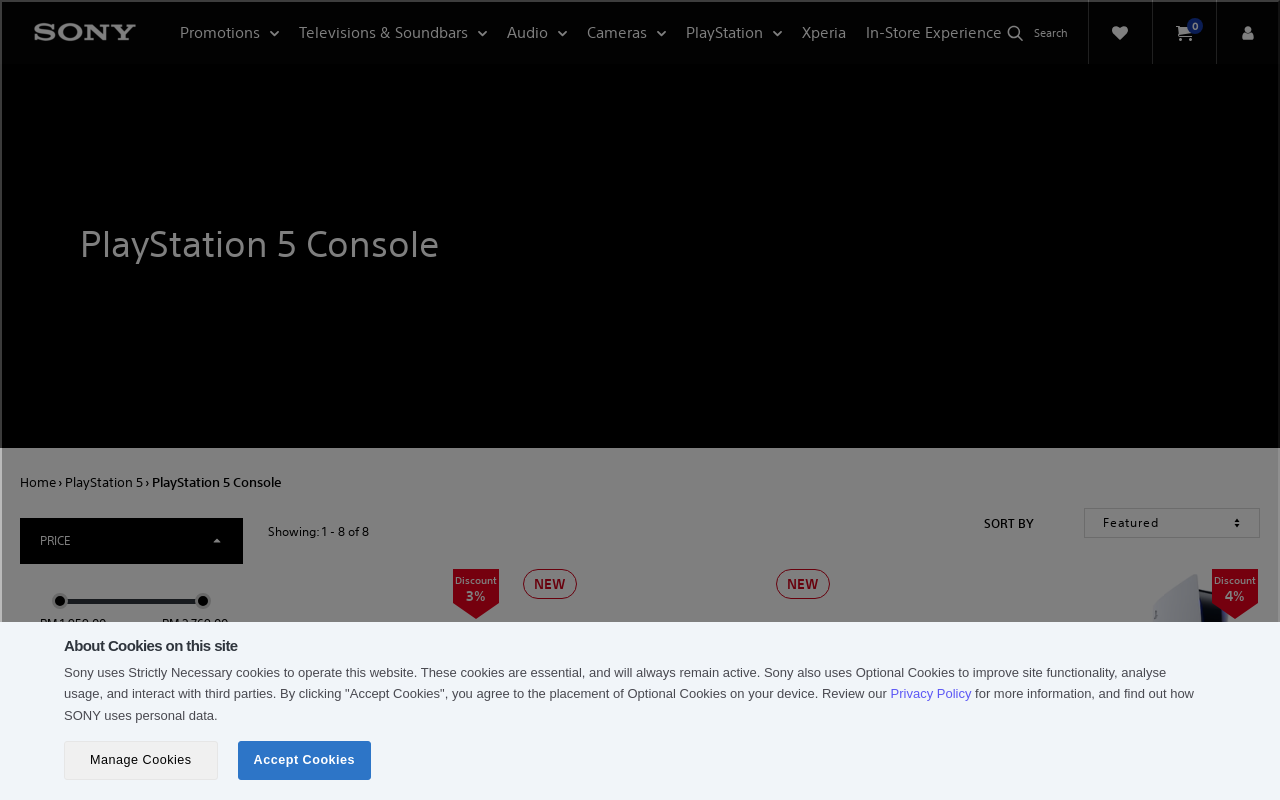 SONY
Promotions
Televisions & Soundbars
Audio
Cameras
PlayStation
Xperia
In-Store Experience
Search
0
PlayStation 5 Console
Home › PlayStation 5 › PlayStation 5 Console
PRICE
Showing: 1 - 8 of 8
SORT BY
Featured
Discount
3%
NEW
NEW
Discount
4%
About Cookies on this site
Sony uses Strictly Necessary cookies to operate this website. These cookies are essential, and will always remain active. Sony also uses Optional Cookies to improve site functionality, analyse
usage, and interact with third parties. By clicking "Accept Cookies", you agree to the placement of Optional Cookies on your device. Review our Privacy Policy for more information, and find out how
SONY uses personal data.
Manage Cookies
Accept Cookies